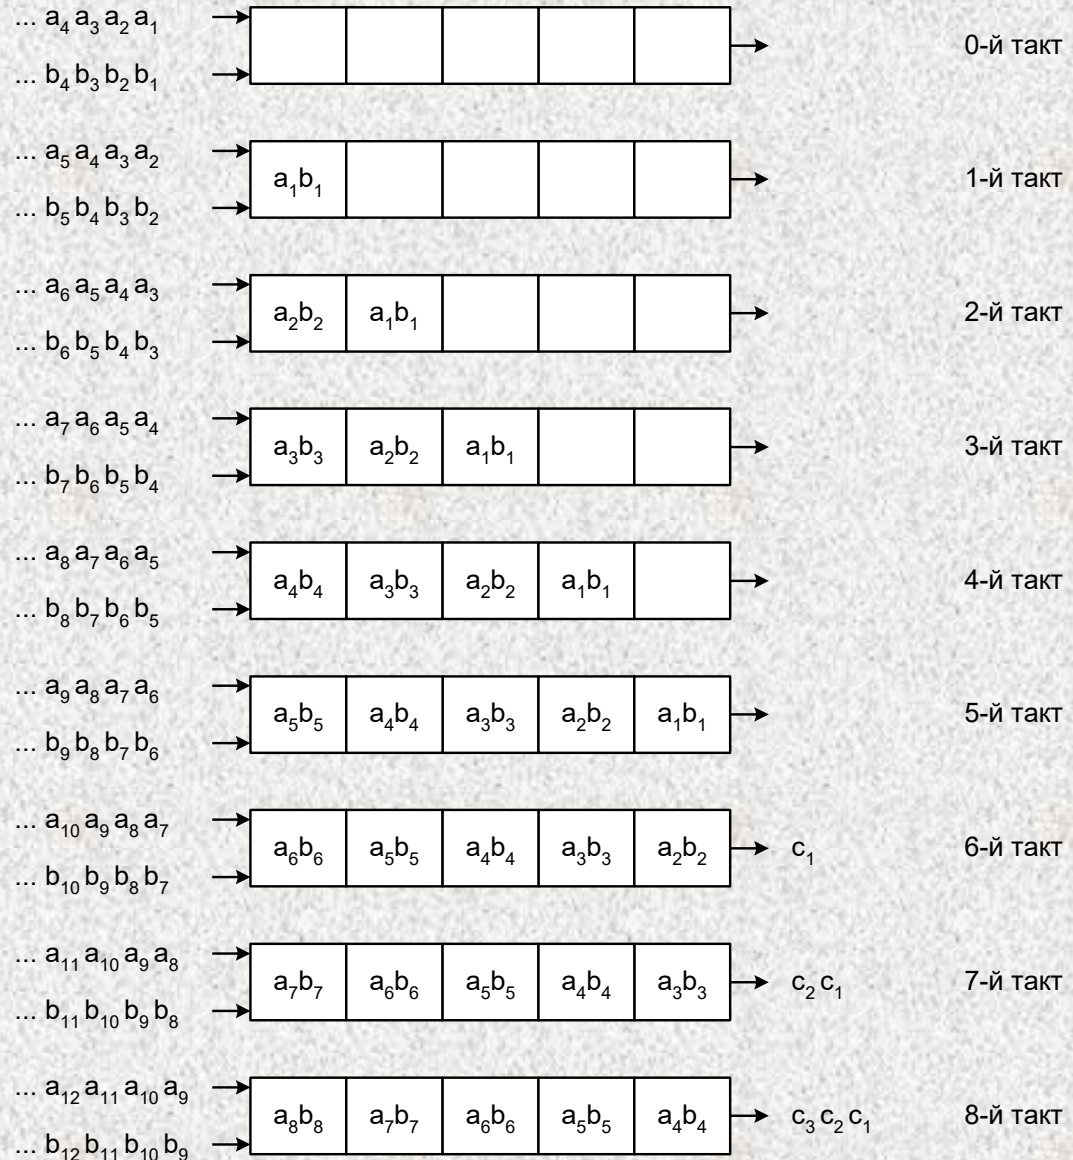 ... a₄ a₃ a₂ a₁
0-й такт
... b₄ b₃ b₂ b₁
... a₅ a₄ a₃ a₂
a₁b₁
1-й такт
... b₅ b₄ b₃ b₂
... a₆ a₅ a₄ a₃
a₂b₂ a₁b₁
2-й такт
... b₆ b₅ b₄ b₃
... a₇ a₆ a₅ a₄
a₃b₃ a₂b₂ a₁b₁
3-й такт
... b₇ b₆ b₅ b₄
... a₈ a₇ a₆ a₅
a₄b₄ a₃b₃ a₂b₂ a₁b₁
4-й такт
... b₈ b₇ b₆ b₅
... a₉ a₈ a₇ a₆
a₅b₅ a₄b₄ a₃b₃ a₂b₂ a₁b₁
5-й такт
... b₉ b₈ b₇ b₆
... a₁₀ a₉ a₈ a₇
a₆b₆ a₅b₅ a₄b₄ a₃b₃ a₂b₂
c₁
6-й такт
... b₁₀ b₉ b₈ b₇
... a₁₁ a₁₀ a₉ a₈
a₇b₇ a₆b₆ a₅b₅ a₄b₄ a₃b₃
c₂ c₁
7-й такт
... b₁₁ b₁₀ b₉ b₈
... a₁₂ a₁₁ a₁₀ a₉
a₈b₈ a₇b₇ a₆b₆ a₅b₅ a₄b₄
c₃ c₂ c₁
8-й такт
... b₁₂ b₁₁ b₁₀ b₉